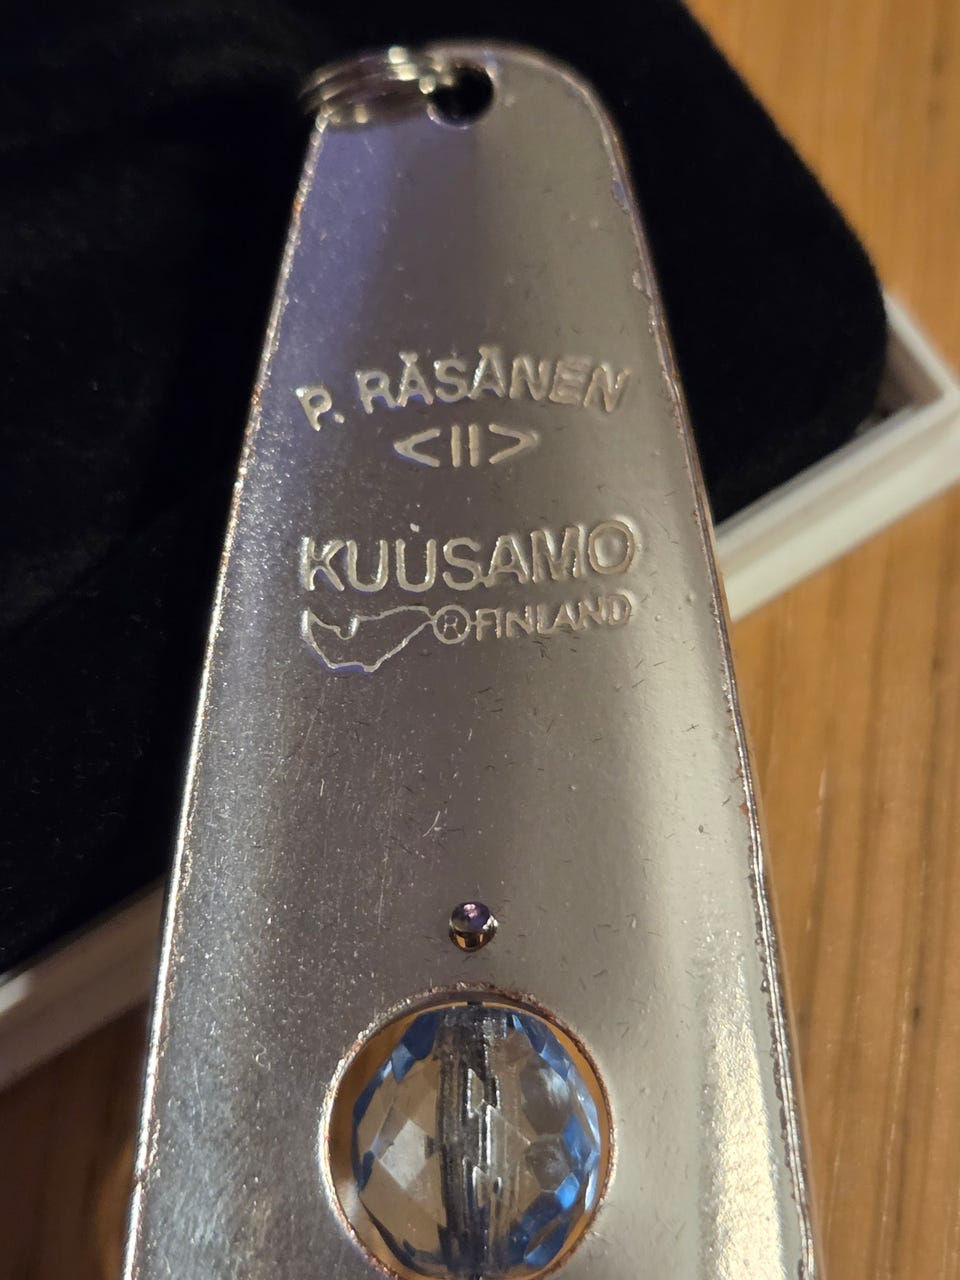 P. RÄSÄNEN
<II>
KUUSAMO
®FINLAND